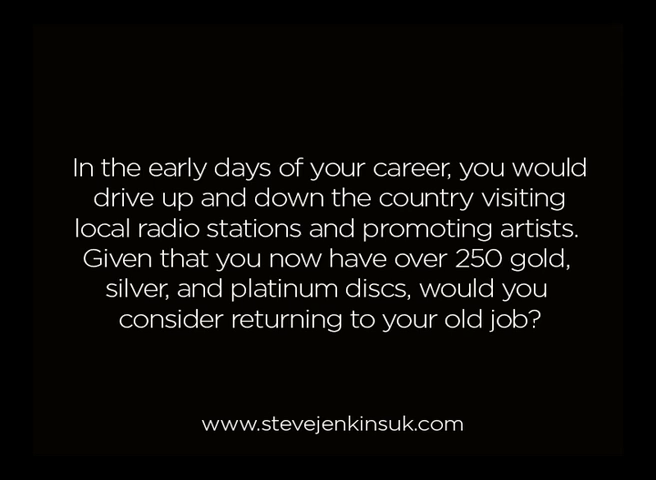 In the early days of your career, you would
drive up and down the country visiting
local radio stations and promoting artists.
Given that you now have over 250 gold,
silver, and platinum discs, would you
consider returning to your old job?
www.stevejenkinsuk.com